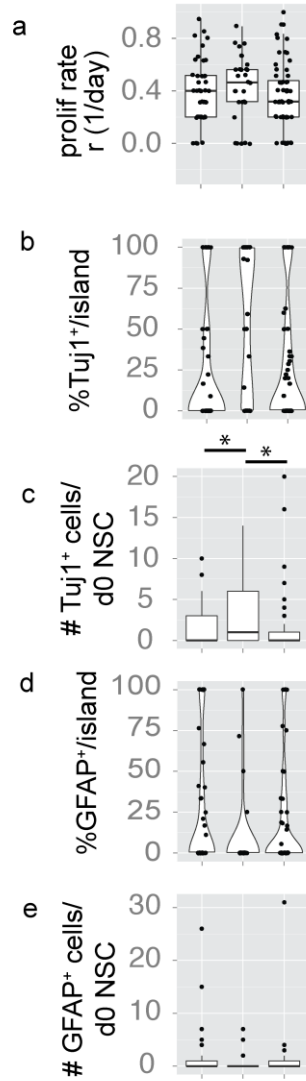 a
prolif rate
r (1/day)
0.8
0.4
0.0
b
%Tuj1+/island
100
75
50
25
0
* *
c
# Tuj1+ cells/
d0 NSC
20
15
10
5
0
d
%GFAP+/island
100
75
50
25
0
e
# GFAP+ cells/
d0 NSC
30
20
10
0